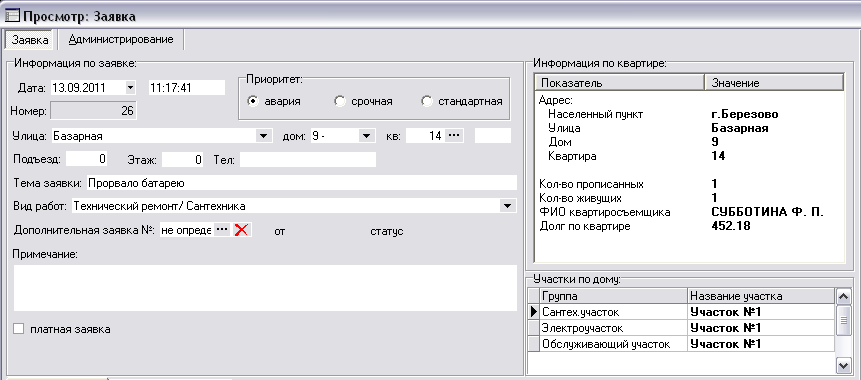 Просмотр: Заявка
Заявка Администрирование
Информация по заявке:
Дата: 13.09.2011 11:17:41
Приоритет:
авария срочная стандартная
Номер: 26
Улица: Базарная дом: 9 - кв: 14 ...
Подъезд: 0 Этаж: 0 Тел:
Тема заявки: Прорвало батарею
Вид работ: Технический ремонт/ Сантехника
Дополнительная заявка №: не опреде ... от статус
Примечание:
платная заявка
Информация по квартире:
Показатель Значение
Адрес:
Населенный пункт г.Березово
Улица Базарная
Дом 9
Квартира 14
Кол-во прописанных 1
Кол-во живущих 1
ФИО квартиросъемщика СУББОТИНА Ф. П.
Долг по квартире 452.18
Участки по дому:
Группа Название участка
Сантех.участок Участок №1
Электроучасток Участок №1
Обслуживающий участок Участок №1